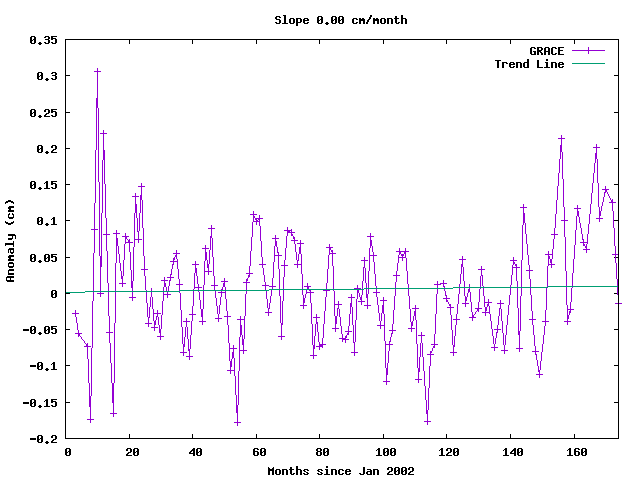 Slope 0.00 cm/month
GRACE
Trend Line
0.35
0.3
0.25
0.2
0.15
0.1
0.05
0
-0.05
-0.1
-0.15
-0.2
Anomaly (cm)
0 20 40 60 80 100 120 140 160
Months since Jan 2002